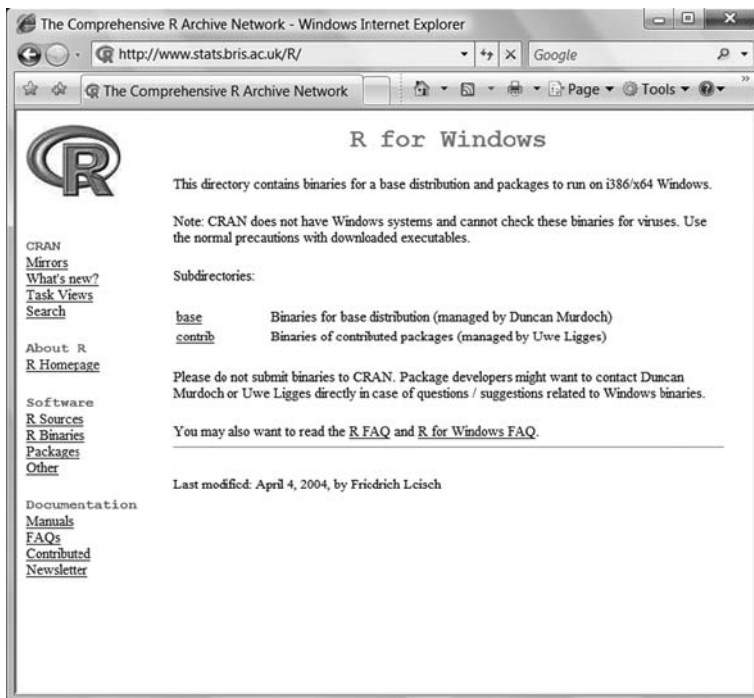 The Comprehensive R Archive Network - Windows Internet Explorer
http://www.stats.bris.ac.uk/R/
Google
The Comprehensive R Archive Network
Page
Tools
R
R for Windows
This directory contains binaries for a base distribution and packages to run on i386/x64 Windows.
Note: CRAN does not have Windows systems and cannot check these binaries for viruses. Use
the normal precautions with downloaded executables.
Subdirectories:
base Binaries for base distribution (managed by Duncan Murdoch)
contrib Binaries of contributed packages (managed by Uwe Ligges)
Please do not submit binaries to CRAN. Package developers might want to contact Duncan
Murdoch or Uwe Ligges directly in case of questions / suggestions related to Windows binaries.
You may also want to read the R FAQ and R for Windows FAQ.
Last modified: April 4, 2004, by Friedrich Leisch
CRAN
Mirrors
What's new?
Task Views
Search
About R
R Homepage
Software
R Sources
R Binaries
Packages
Other
Documentation
Manuals
FAQs
Contributed
Newsletter